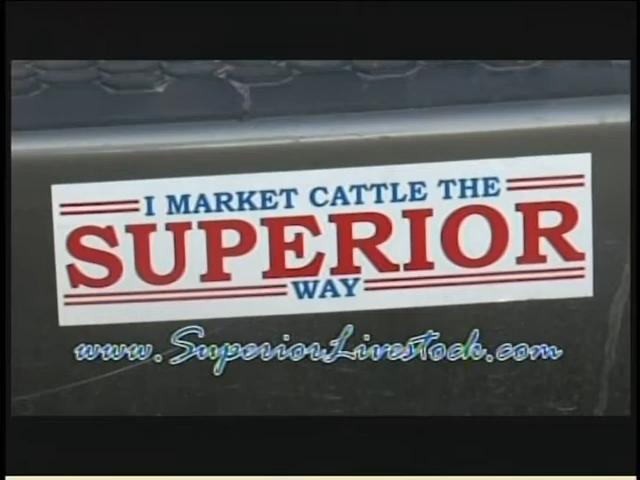 I MARKET CATTLE THE
SUPERIOR
WAY
www.SuperiorLivestock.com